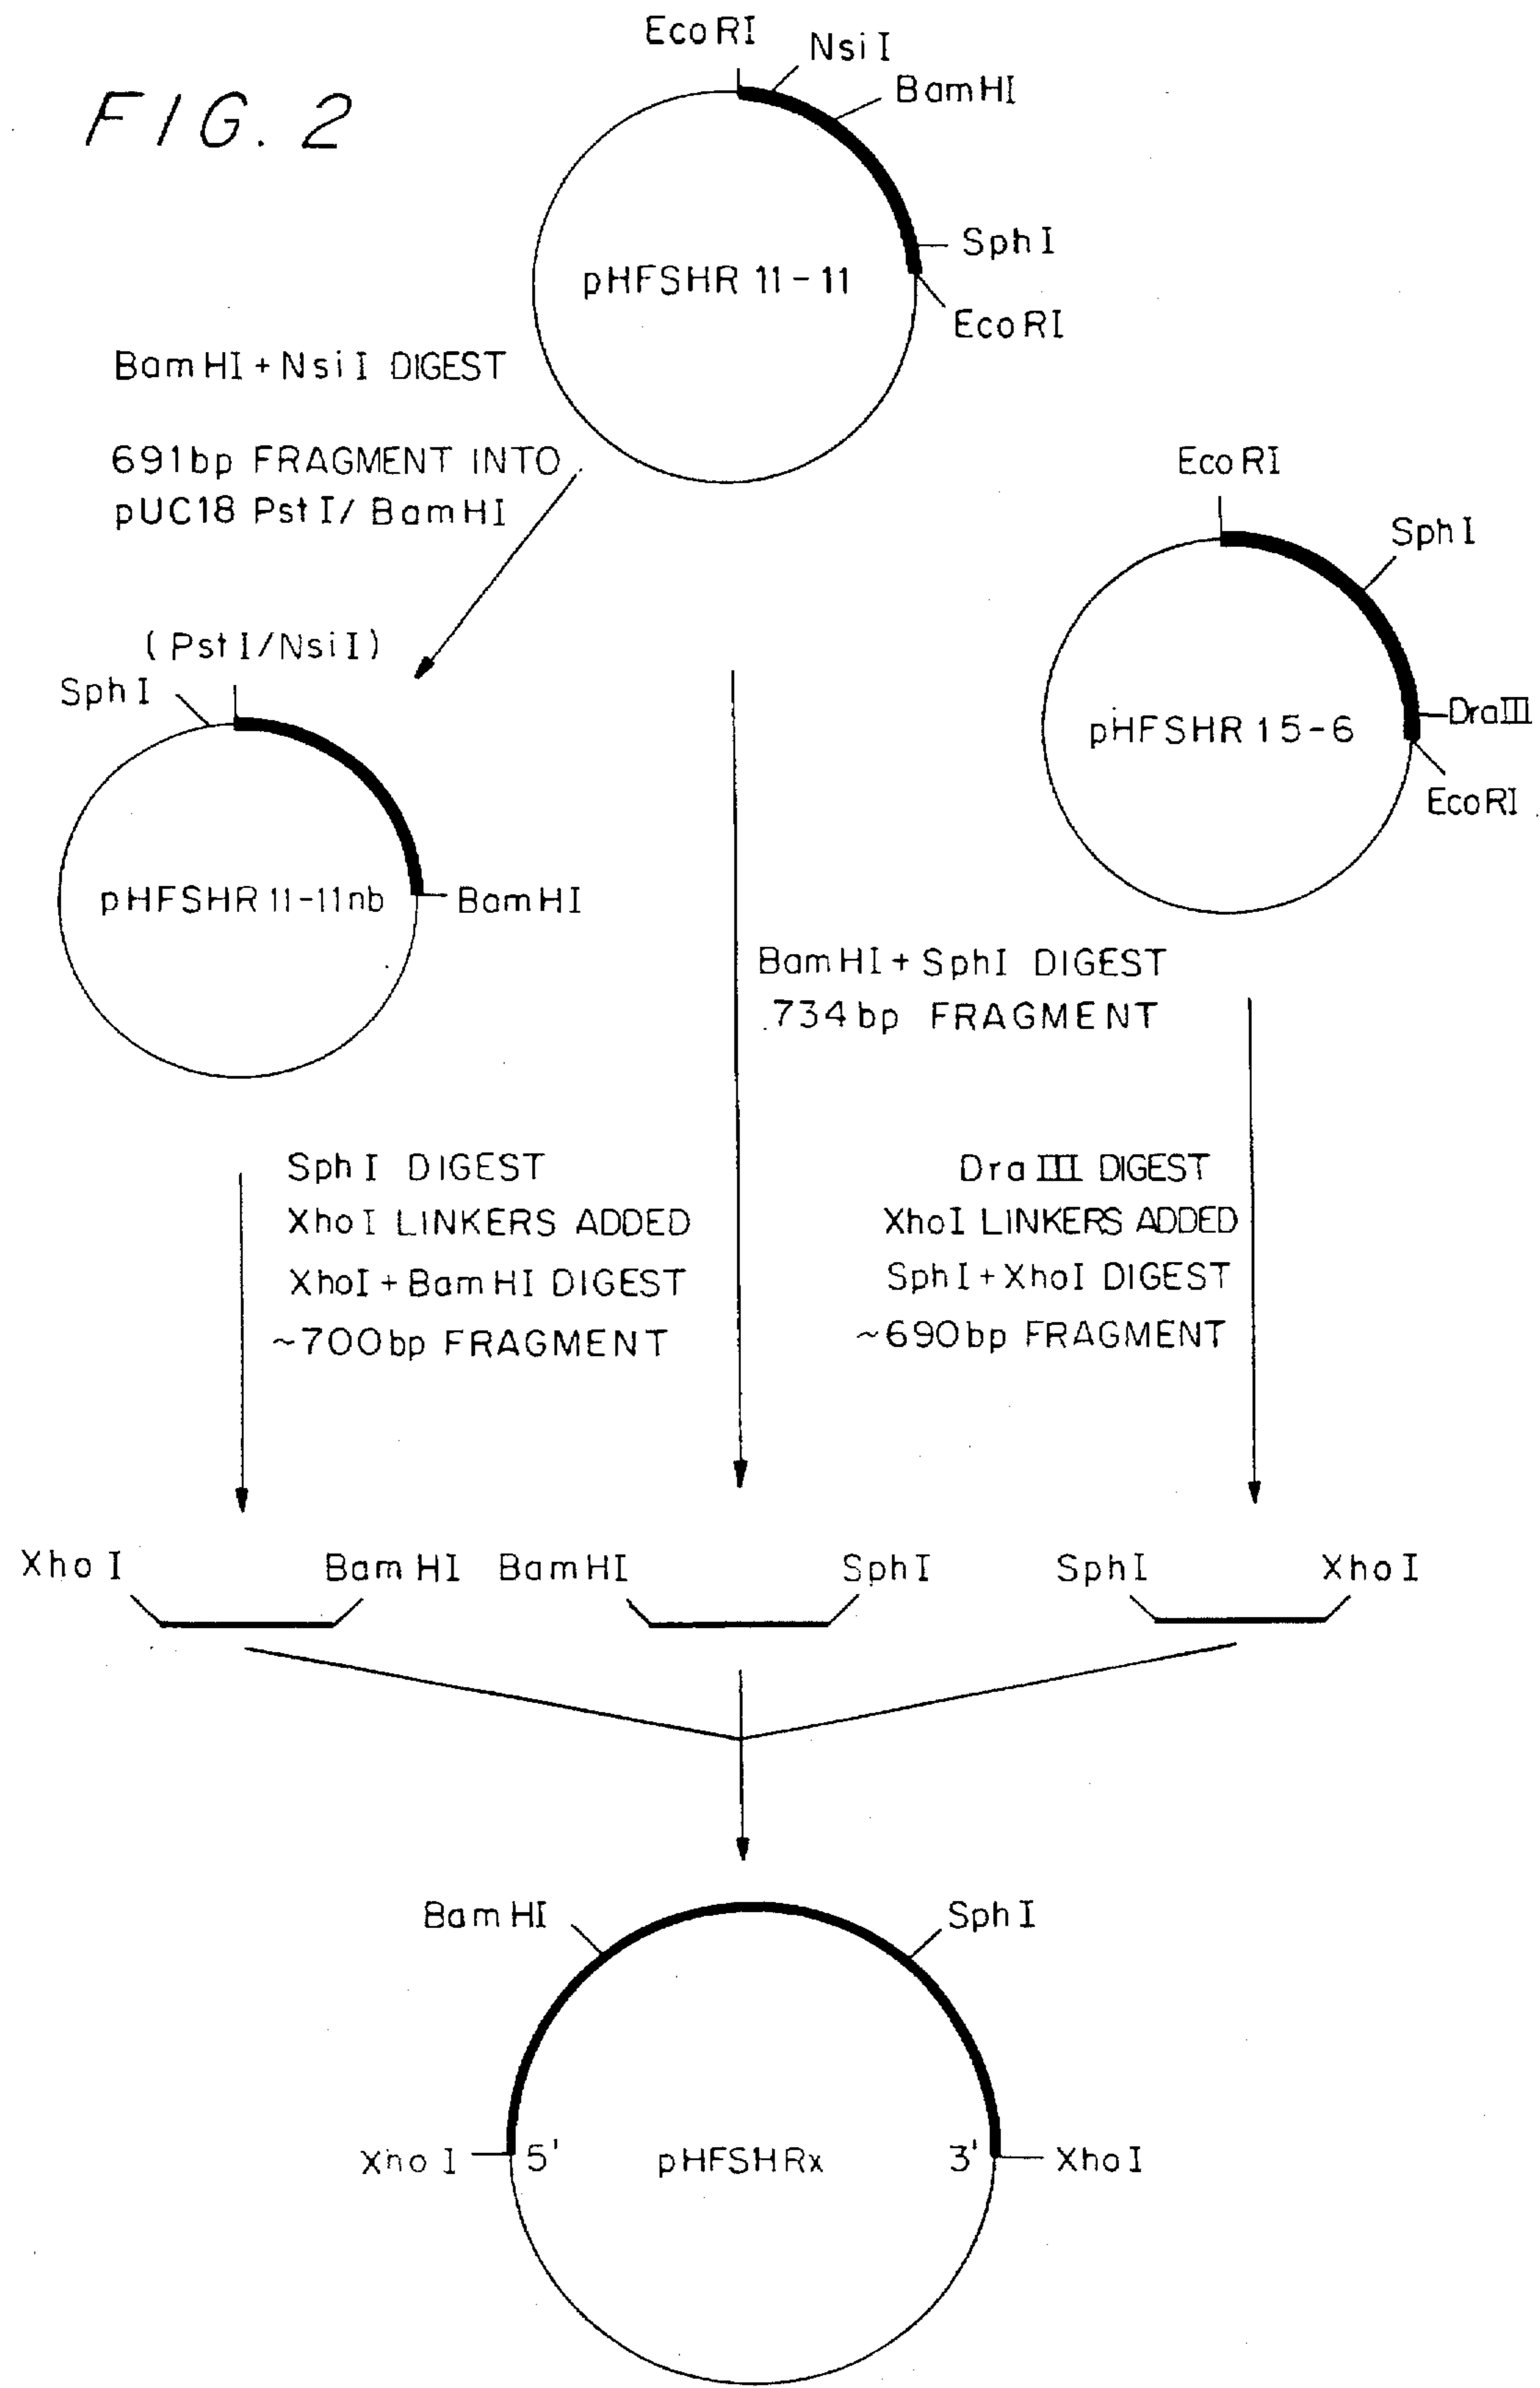 FIG. 2
EcoRI
NsiI
BamHI
SphI
EcoRI
pHFSHR 11-11
BamHI + NsiI DIGEST
691bp FRAGMENT INTO
pUC18 PstI/ BamHI
EcoRI
SphI
DraIII
EcoRI
pHFSHR 15-6
(PstI/NsiI)
SphI
BamHI
pHFSHR 11-11nb
BamHI + SphI DIGEST
734bp FRAGMENT
SphI DIGEST
XhoI LINKERS ADDED
XhoI + BamHI DIGEST
~700bp FRAGMENT
DraIII DIGEST
XhoI LINKERS ADDED
SphI + XhoI DIGEST
~690bp FRAGMENT
XhoI BamHI BamHI SphI SphI XhoI
BamHI
SphI
XhoI 5' pHFSHRx 3' XhoI